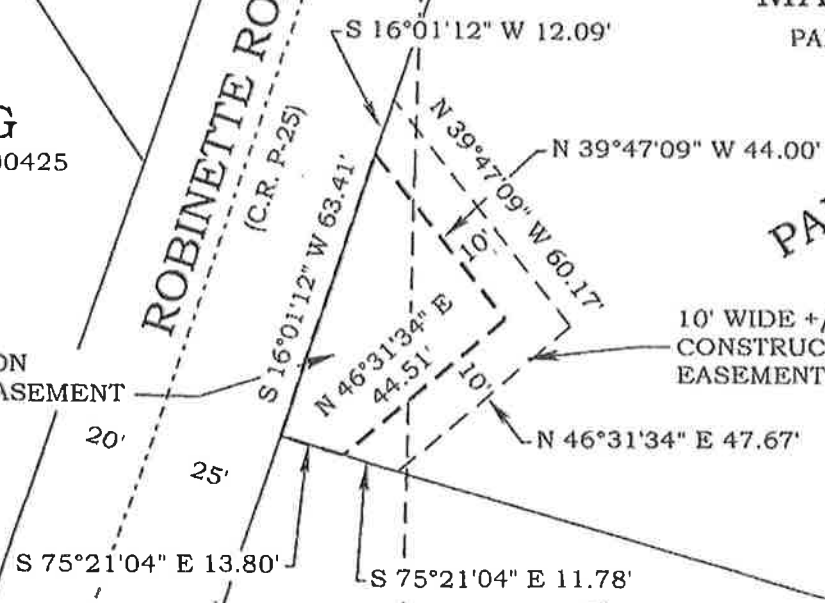 S 16°01'12" W 12.09'
ROBINETTE RO
(C.R. P-25)
00425
N 39°47'09" W 60.17'
N 39°47'09" W 44.00'
10'
S 16°01'12" W 63.41'
N 46°31'34" E
44.51'
10'
10' WIDE +/
CONSTRUC
EASEMENT
ON
ASEMENT
20'
25'
N 46°31'34" E 47.67'
S 75°21'04" E 13.80'
S 75°21'04" E 11.78'